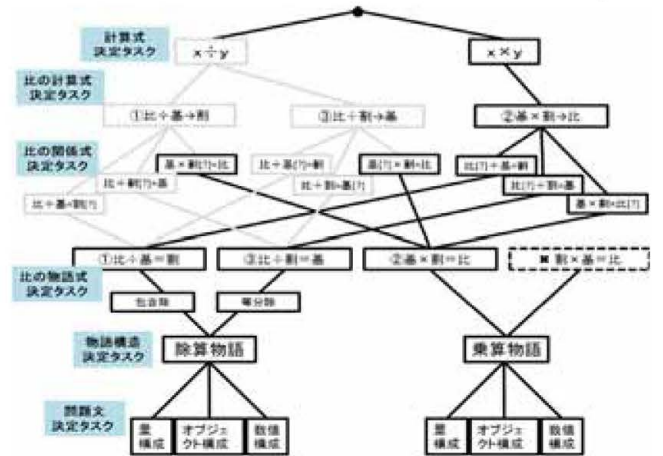 計算式
決定タスク
x÷y
x×y
比の計算式
決定タスク
①比÷基→割
③比÷割→基
②基×割→比
比の関係式
決定タスク
基×割[?]=比
比÷基[?]=割
基[?]×割=比
比[?]÷基=割
比÷割[?]=基
比÷割=基[?]
比[?]÷割=基
比÷基=割[?]
基×割=比[?]
①比÷基=割
③比÷割=基
②基×割=比
割×基=比
比の物語式
決定タスク
包含除
等分除
物語構造
決定タスク
除算物語
乗算物語
問題文
決定タスク
量
構成
オブジェ
クト構成
数値
構成
量
構成
オブジェ
クト構成
数値
構成